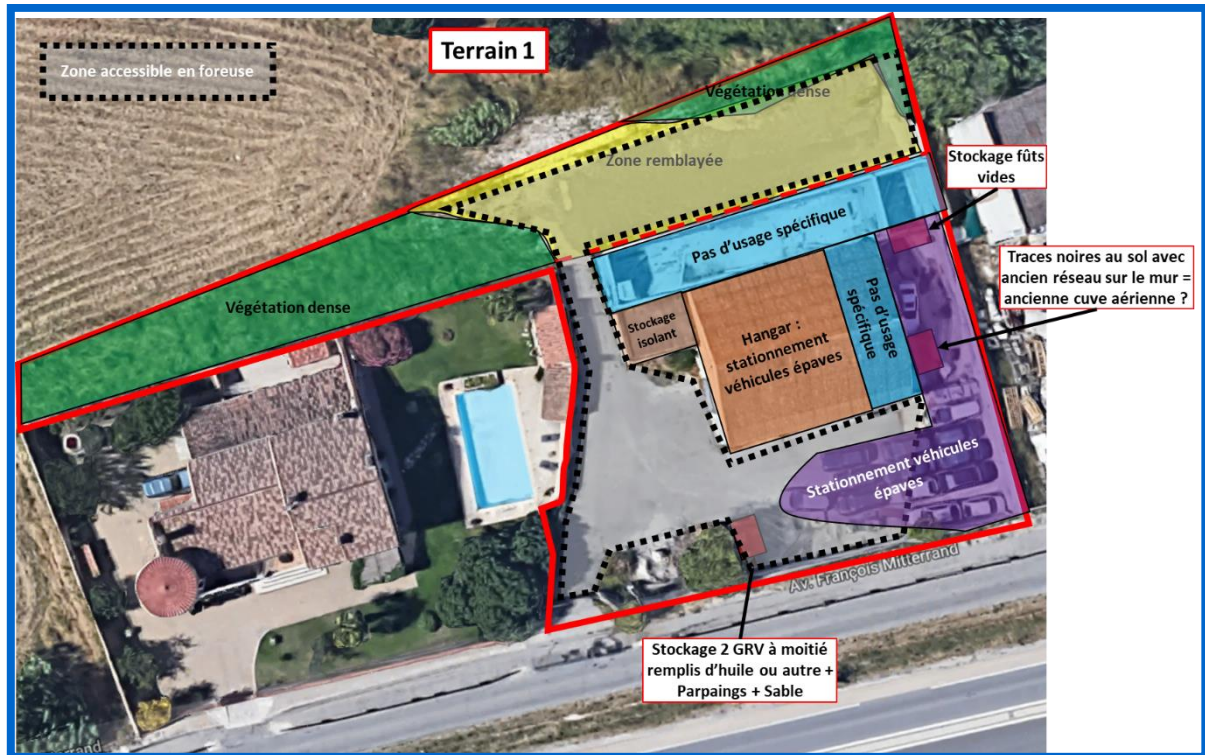 Terrain 1
Zone accessible en foreuse
Végétation dense
Zone remblayée
Stockage fûts
vides
Pas d'usage spécifique
Traces noires au sol avec
ancien réseau sur le mur =
ancienne cuve aérienne ?
Végétation dense
Stockage
isolant
Hangar :
stationnement
véhicules épaves
Pas d'usage
spécifique
Stationnement véhicules
épaves
Av. François Mitterrand
Stockage 2 GRV à moitié
remplis d'huile ou autre +
Parpaings + Sable